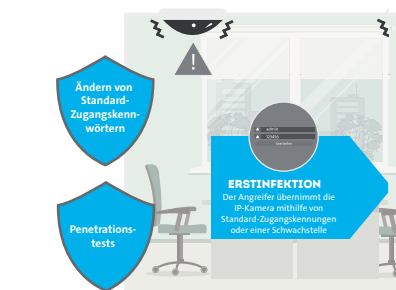 !
Ändern von
Standard-
Zugangskenn-
wörtern
admin
123456
ERSTINFEKTION
Der Angreifer übernimmt die
IP-Kamera mithilfe von
Standard-Zugangskennungen
oder einer Schwachstelle
Penetrations-
tests